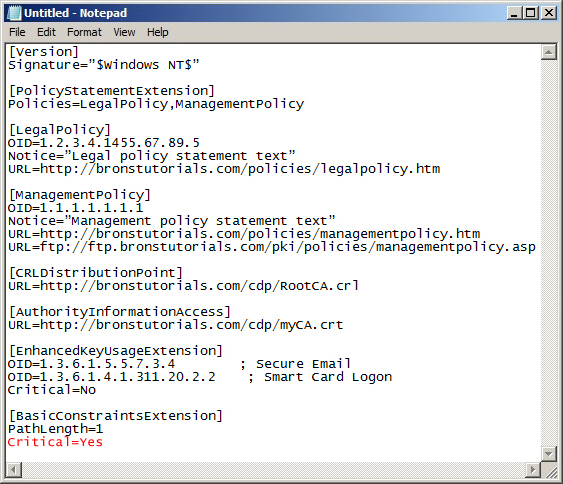 Untitled - Notepad
File Edit Format View Help
[Version]
Signature="$Windows NT$"
[PolicyStatementExtension]
Policies=LegalPolicy,ManagementPolicy
[LegalPolicy]
OID=1.2.3.4.1455.67.89.5
Notice="Legal policy statement text"
URL=http://bronstutorials.com/policies/legalpolicy.htm
[ManagementPolicy]
OID=1.1.1.1.1.1.1
Notice="Management policy statement text"
URL=http://bronstutorials.com/policies/managementpolicy.htm
URL=ftp://ftp.bronstutorials.com/pki/policies/managementpolicy.asp
[CRLDistributionPoint]
URL=http://bronstutorials.com/cdp/RootCA.crl
[AuthorityInformationAccess]
URL=http://bronstutorials.com/cdp/myCA.crt
[EnhancedKeyUsageExtension]
OID=1.3.6.1.5.5.7.3.4 ; Secure Email
OID=1.3.6.1.4.1.311.20.2.2 ; Smart Card Logon
Critical=No
[BasicConstraintsExtension]
PathLength=1
Critical=Yes